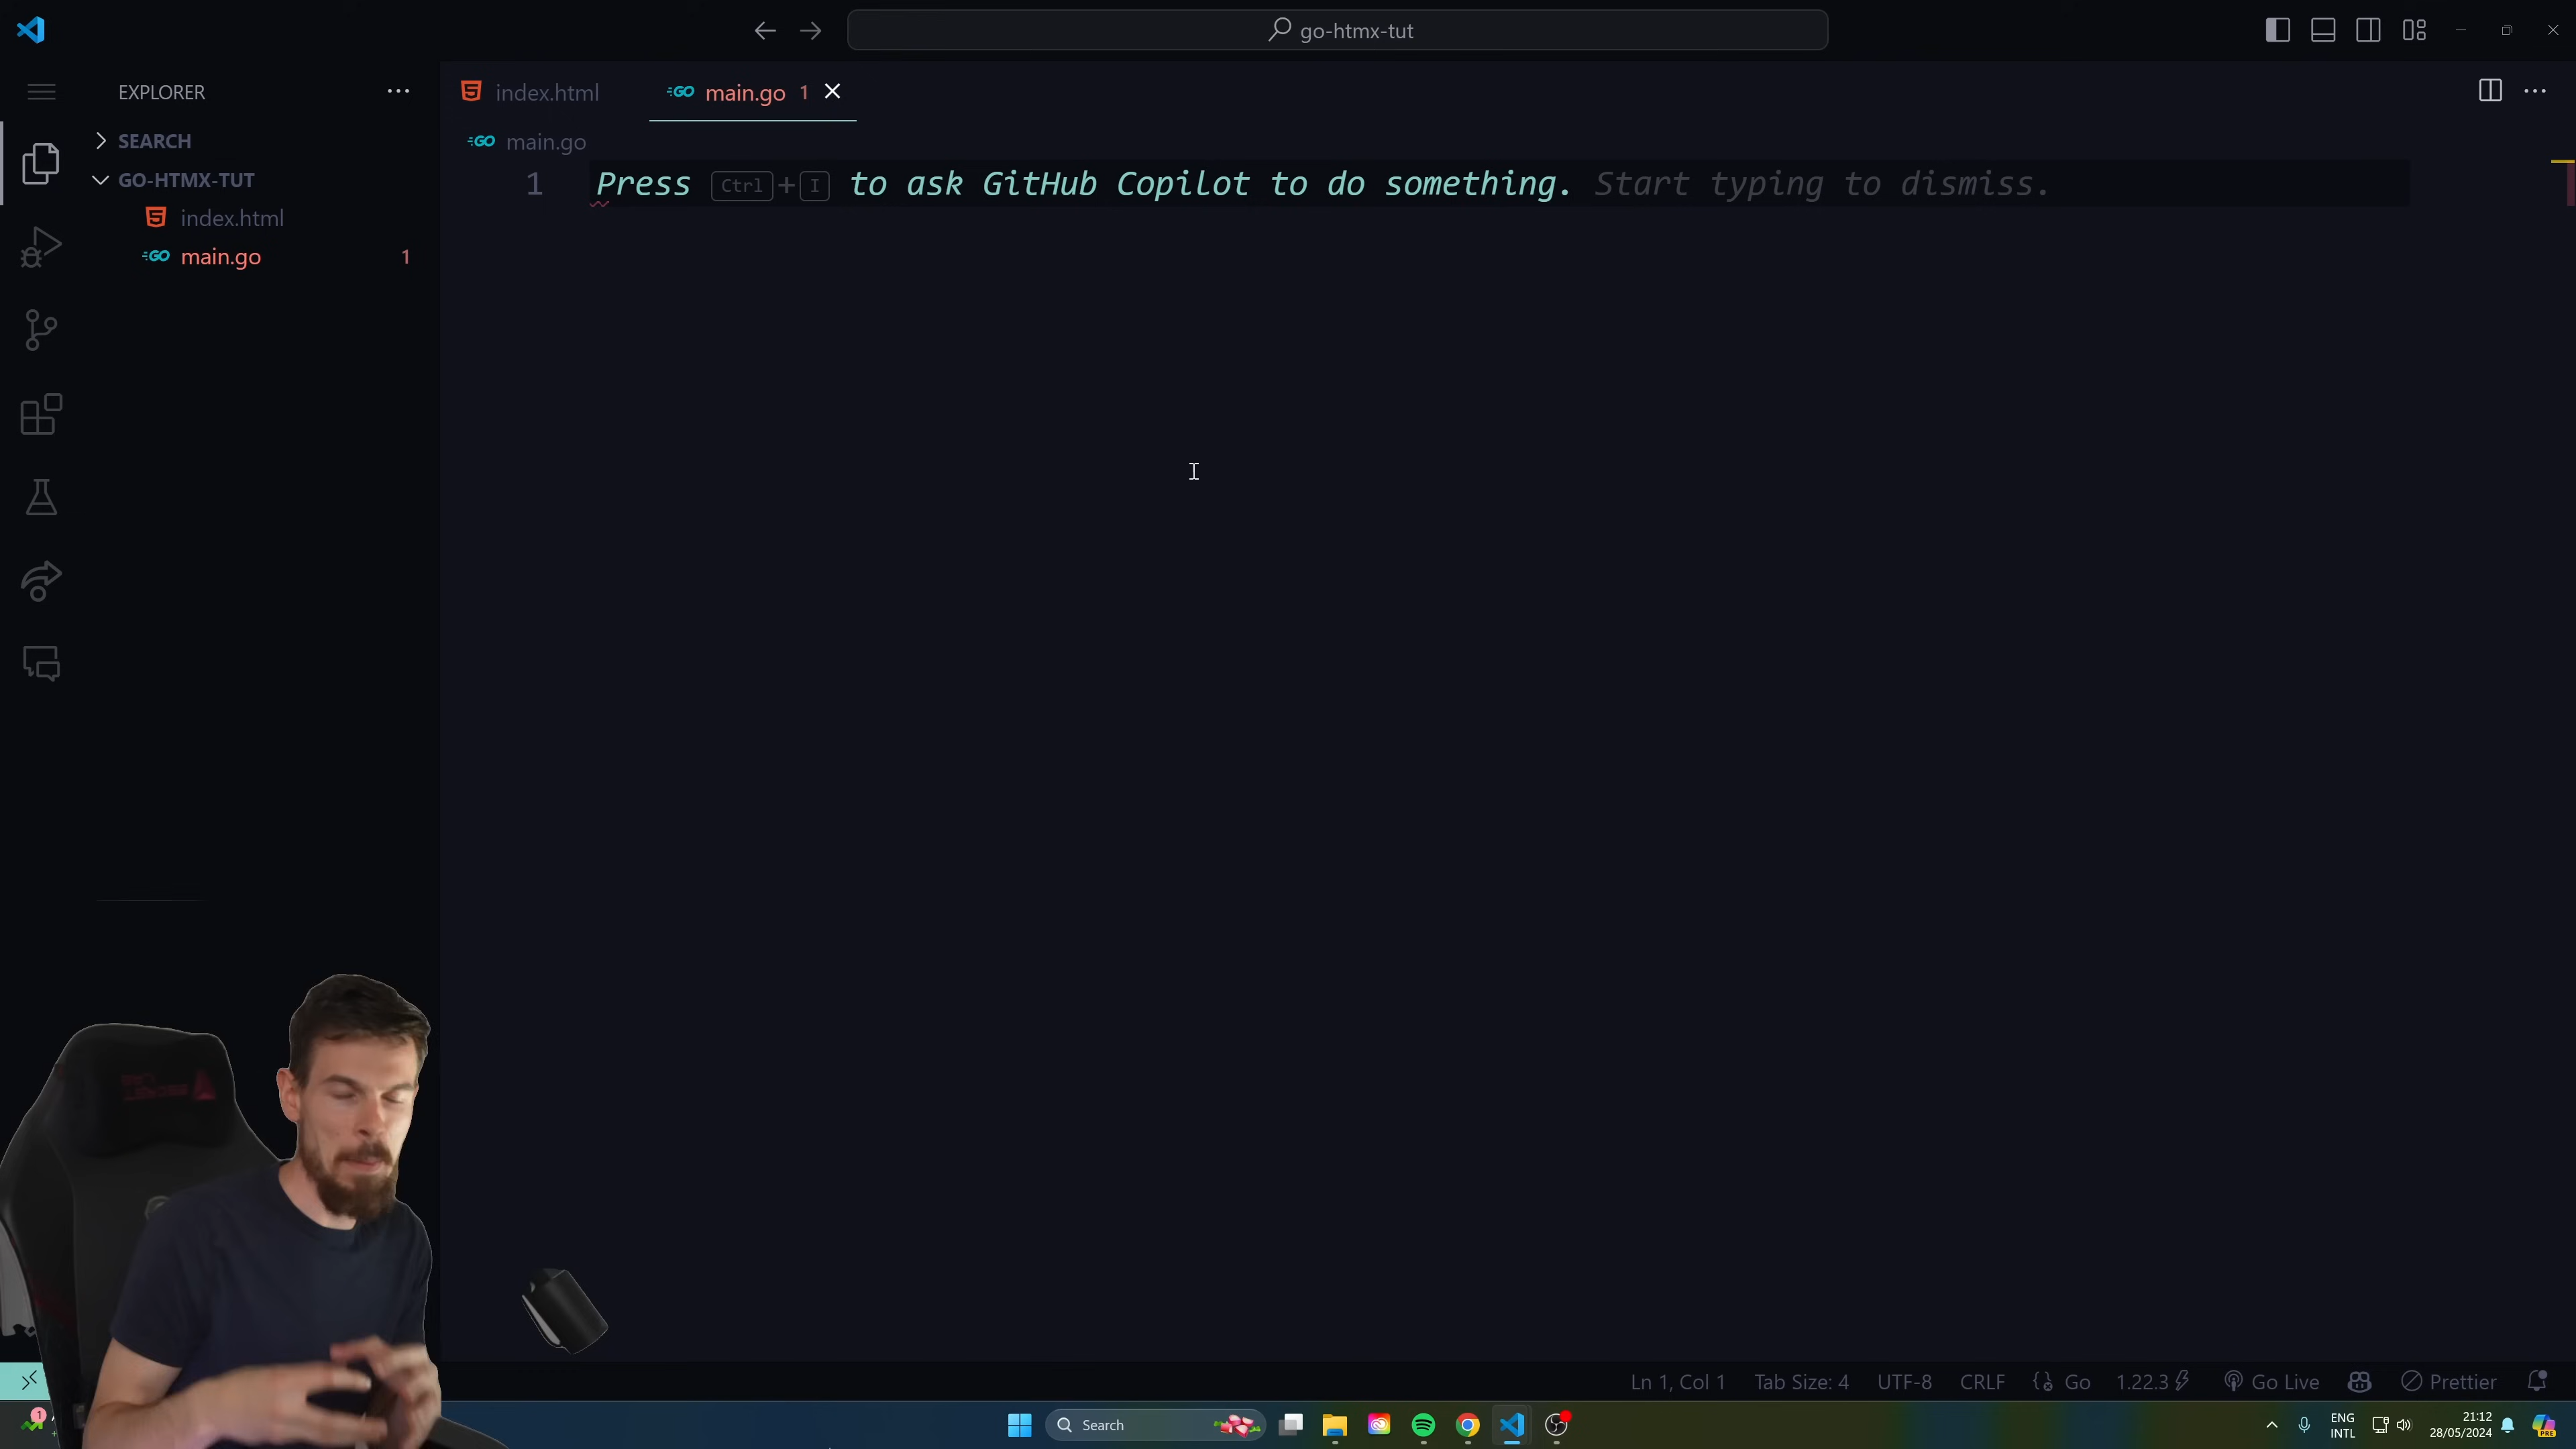 go-htmx-tut
EXPLORER
SEARCH
GO-HTMX-TUT
index.html
main.go 1
index.html
main.go 1
main.go
1 Press Ctrl+I to ask GitHub Copilot to do something. Start typing to dismiss.
Ln 1, Col 1 Tab Size: 4 UTF-8 CRLF Go 1.22.3 Go Live Prettier
1
Search
ENG
INTL
21:12
28/05/2024
PRE